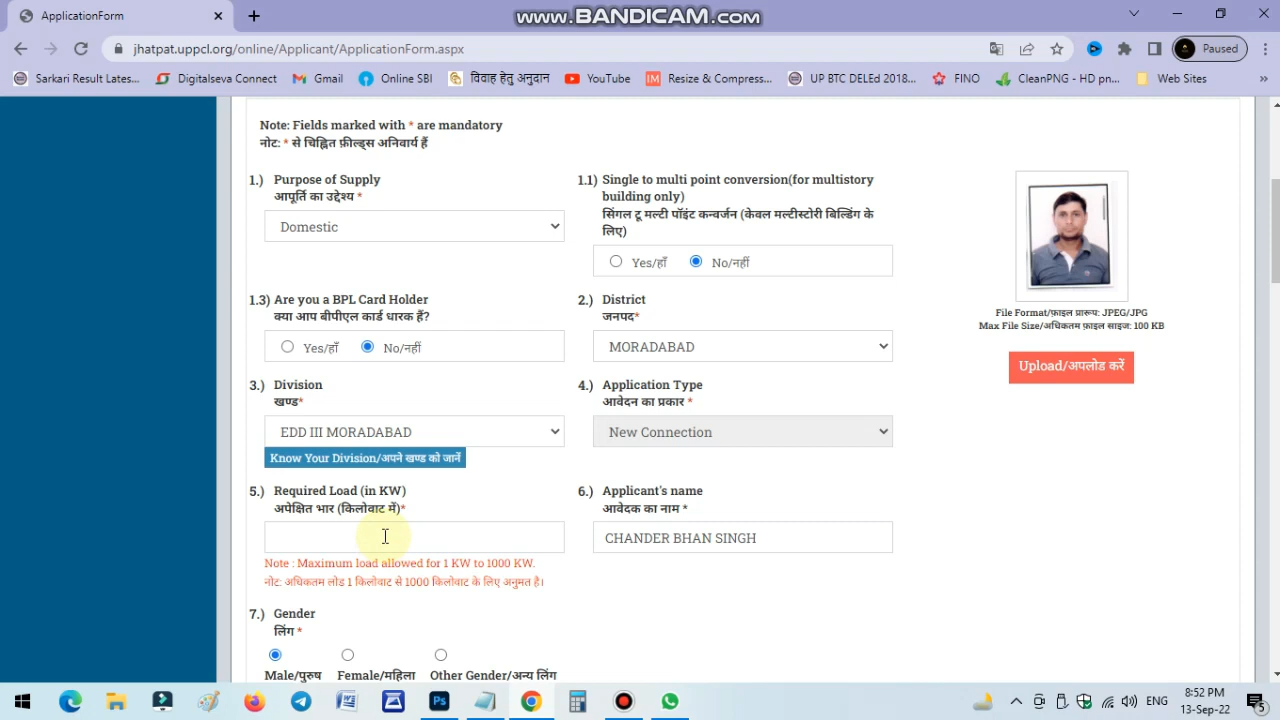 ApplicationForm
www.BANDICAM.com
jhatpat.uppcl.org/online/Applicant/ApplicationForm.aspx
Paused
Sarkari Result Lates...
Digitalseva Connect
Gmail
Online SBI
विवाह हेतु अनुदान
YouTube
IM
Resize & Compress...
UP BTC DELEd 2018...
FINO
CleanPNG - HD pn...
Web Sites
»
Note: Fields marked with * are mandatory
नोट: * से चिह्नित फ़ील्ड्स अनिवार्य हैं
1.) Purpose of Supply
आपूर्ति का उद्देश्य *
Domestic
1.1) Single to multi point conversion(for multistory
building only)
सिंगल टू मल्टी पॉइंट कन्वर्जन (केवल मल्टीस्टोरी बिल्डिंग के
लिए)
Yes/हाँ No/नहीं
File Format/फ़ाइल प्रारूप: JPEG/JPG
Max File Size/अधिकतम फ़ाइल साइज: 100 KB
Upload/अपलोड करें
1.3) Are you a BPL Card Holder
क्या आप बीपीएल कार्ड धारक हैं?
Yes/हाँ No/नहीं
2.) District
जनपद*
MORADABAD
3.) Division
खण्ड*
EDD III MORADABAD
Know Your Division/अपने खण्ड को जानें
4.) Application Type
आवेदन का प्रकार *
New Connection
5.) Required Load (in KW)
अपेक्षित भार (किलोवाट में)*
Note : Maximum load allowed for 1 KW to 1000 KW.
नोट: अधिकतम लोड 1 किलोवाट से 1000 किलोवाट के लिए अनुमत है।
6.) Applicant's name
आवेदक का नाम *
CHANDER BHAN SINGH
7.) Gender
लिंग *
Male/पुरुष Female/महिला Other Gender/अन्य लिंग
Ps
ENG
8:52 PM
13-Sep-22
5